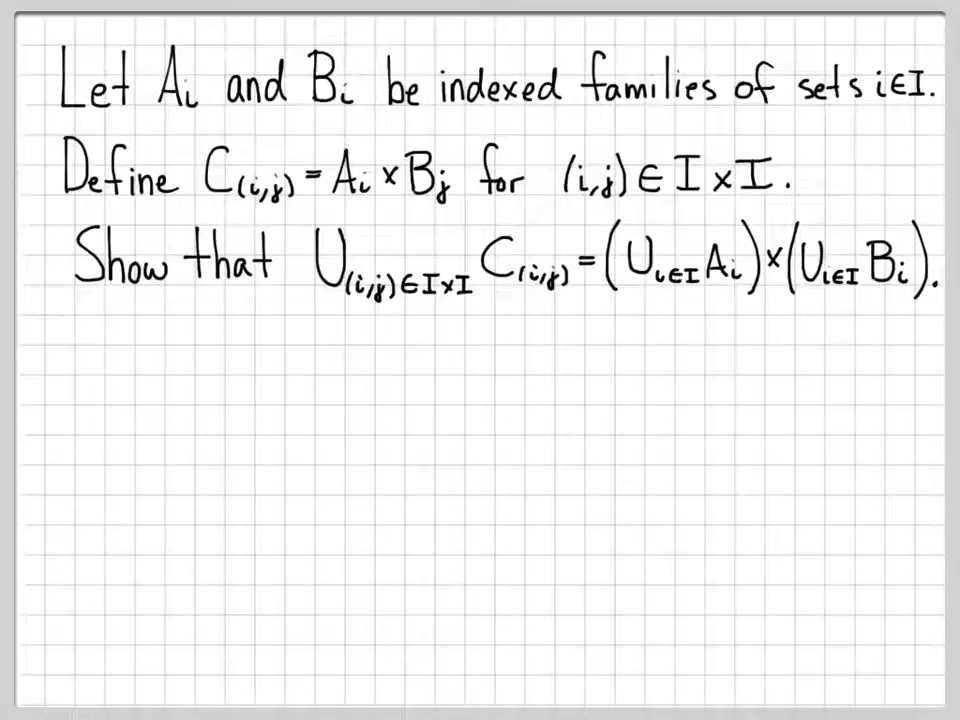 Let Aᵢ and Bᵢ be indexed families of sets i∈I.
Define C₍ᵢ,ⱼ₎ = Aᵢ × Bⱼ for (i,j) ∈ I × I.
Show that ∪₍ᵢ,ⱼ₎∈I×I C₍ᵢ,ⱼ₎ = (∪i∈I Aᵢ) × (∪i∈I Bᵢ).